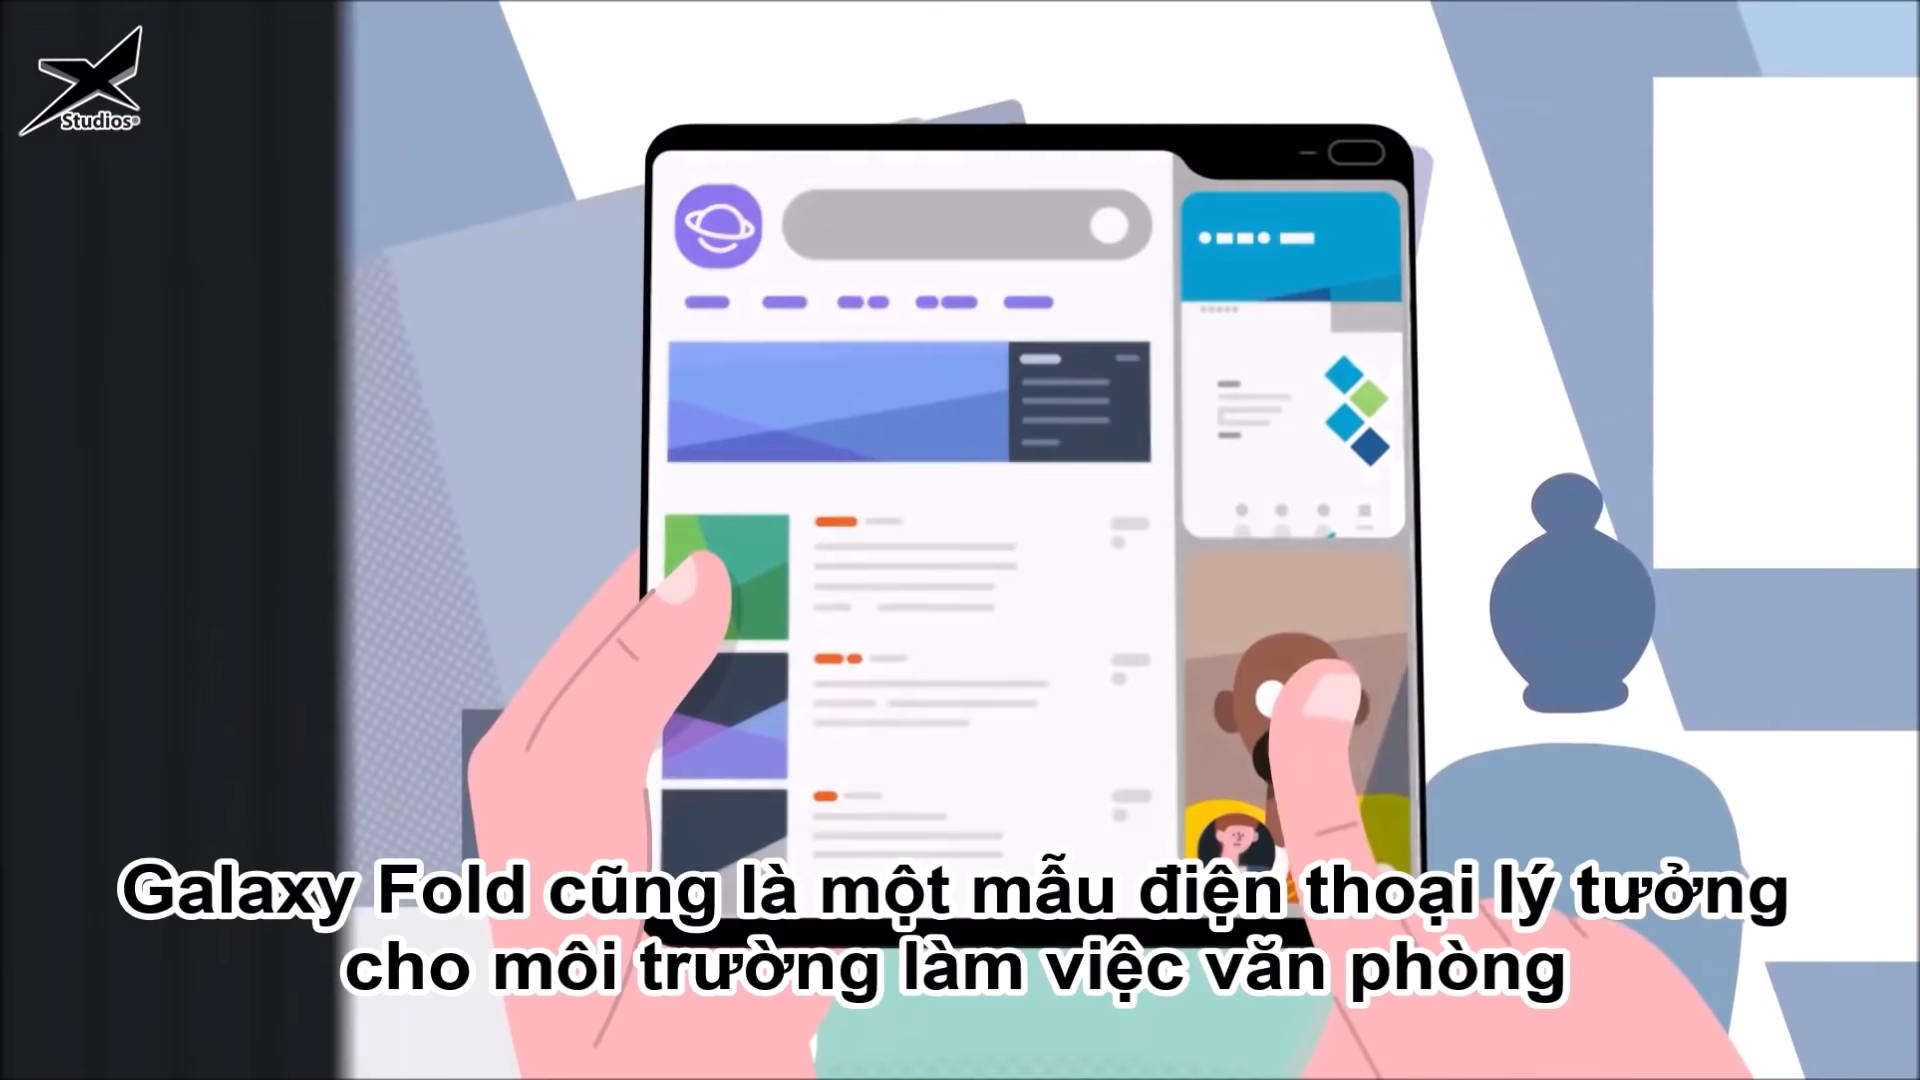 Studios
Galaxy Fold cũng là một mẫu điện thoại lý tưởng
cho môi trường làm việc văn phòng